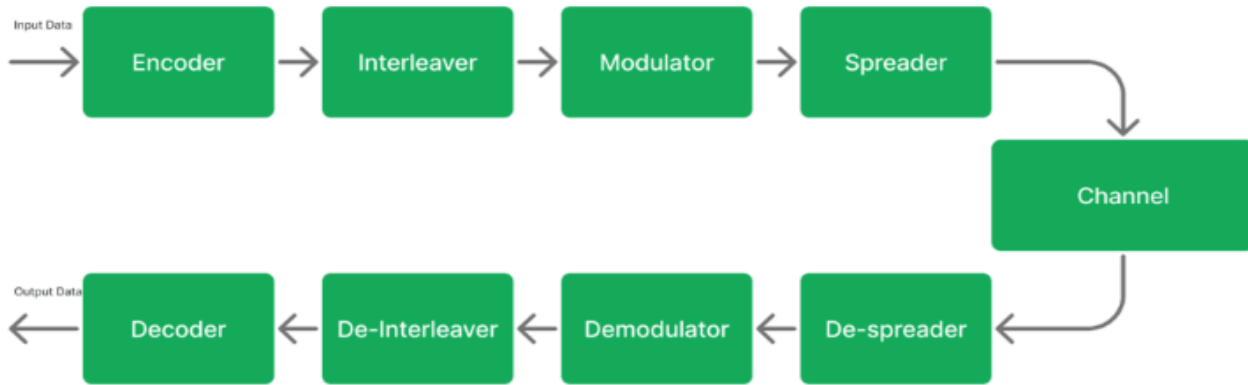 Input Data
Encoder
Interleaver
Modulator
Spreader
Channel
Output Data
Decoder
De-Interleaver
Demodulator
De-spreader